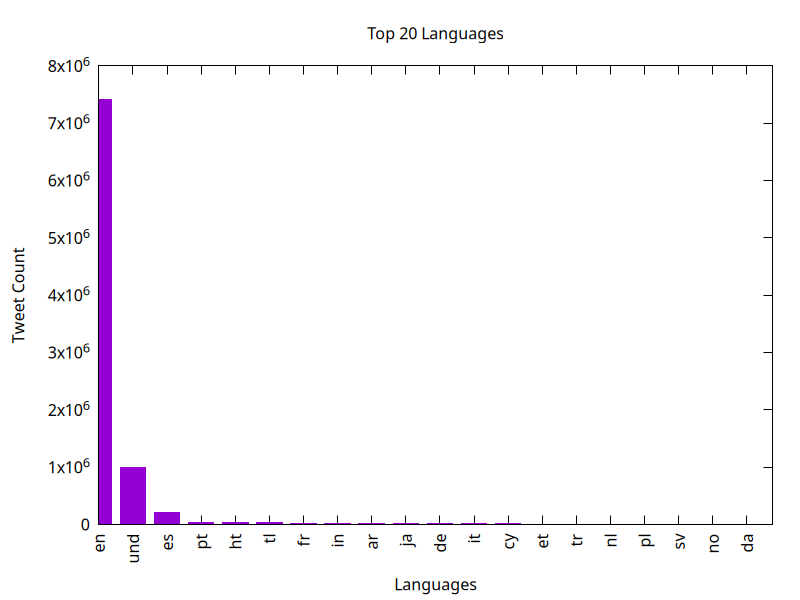 Top 20 Languages
8x10⁶
7x10⁶
6x10⁶
5x10⁶
4x10⁶
3x10⁶
2x10⁶
1x10⁶
0
Tweet Count
en und es pt ht tl fr in ar ja de it cy et tr nl pl sv no da
Languages